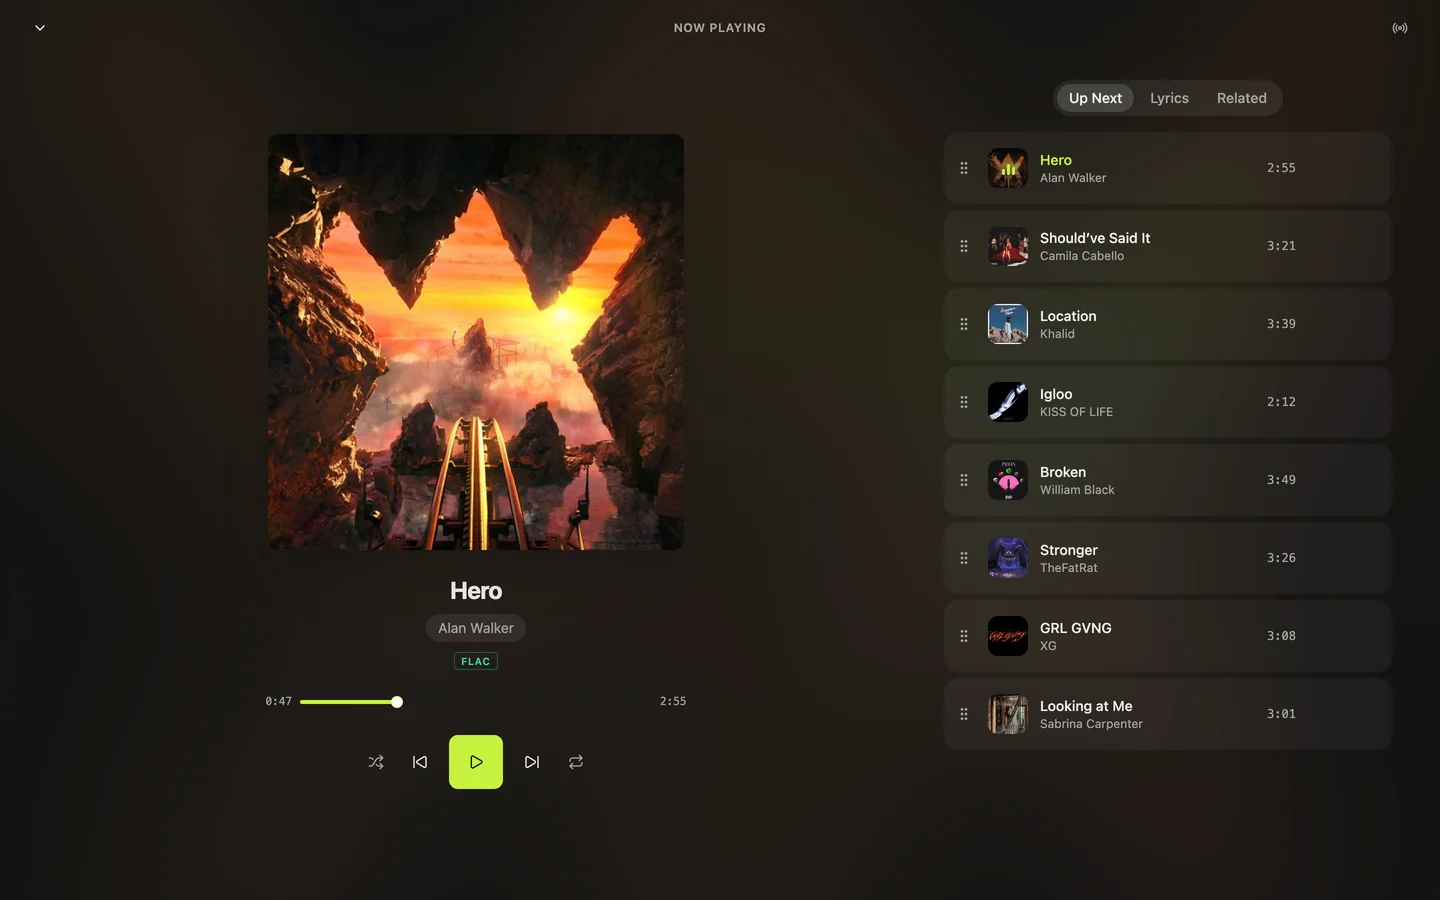 NOW PLAYING
Up Next
Lyrics
Related
Hero
Alan Walker
FLAC
0:47
2:55
Hero
Alan Walker
2:55
Should've Said It
Camila Cabello
3:21
Location
Khalid
3:39
Igloo
KISS OF LIFE
2:12
Broken
William Black
3:49
Stronger
TheFatRat
3:26
GRL GVNG
XG
3:08
Looking at Me
Sabrina Carpenter
3:01